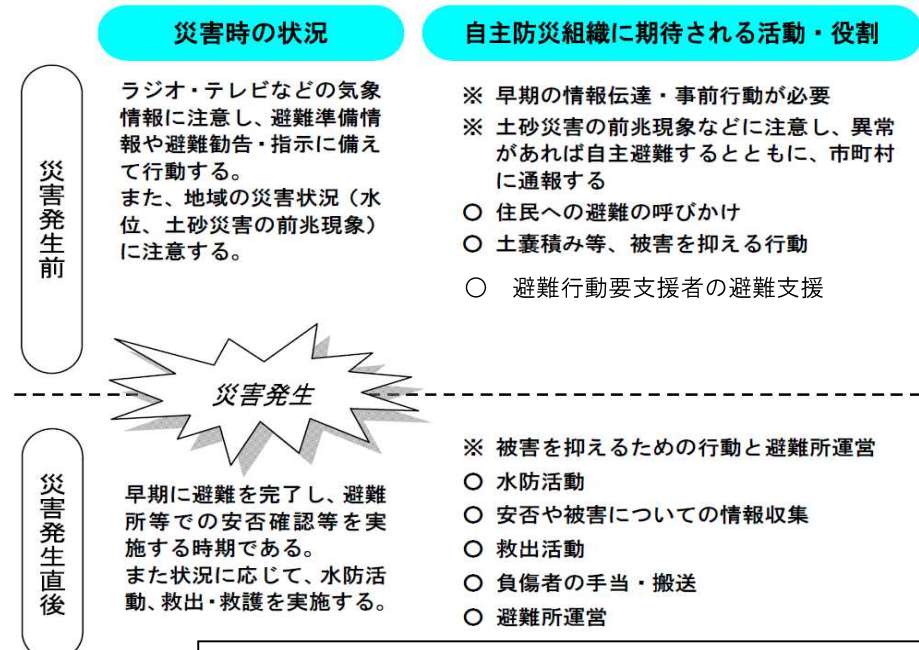 災害時の状況
自主防災組織に期待される活動・役割
災害発生前
ラジオ・テレビなどの気象
情報に注意し、避難準備情
報や避難勧告・指示に備え
て行動する。
また、地域の災害状況（水
位、土砂災害の前兆現象）
に注意する。
※ 早期の情報伝達・事前行動が必要
※ 土砂災害の前兆現象などに注意し、異常
があれば自主避難するとともに、市町村
に通報する
○ 住民への避難の呼びかけ
○ 土嚢積み等、被害を抑える行動
○ 避難行動要支援者の避難支援
災害発生
災害発生直後
早期に避難を完了し、避難
所等での安否確認等を実
施する時期である。
また状況に応じて、水防活
動、救出・救護を実施する。
※ 被害を抑えるための行動と避難所運営
○ 水防活動
○ 安否や被害についての情報収集
○ 救出活動
○ 負傷者の手当・搬送
○ 避難所運営